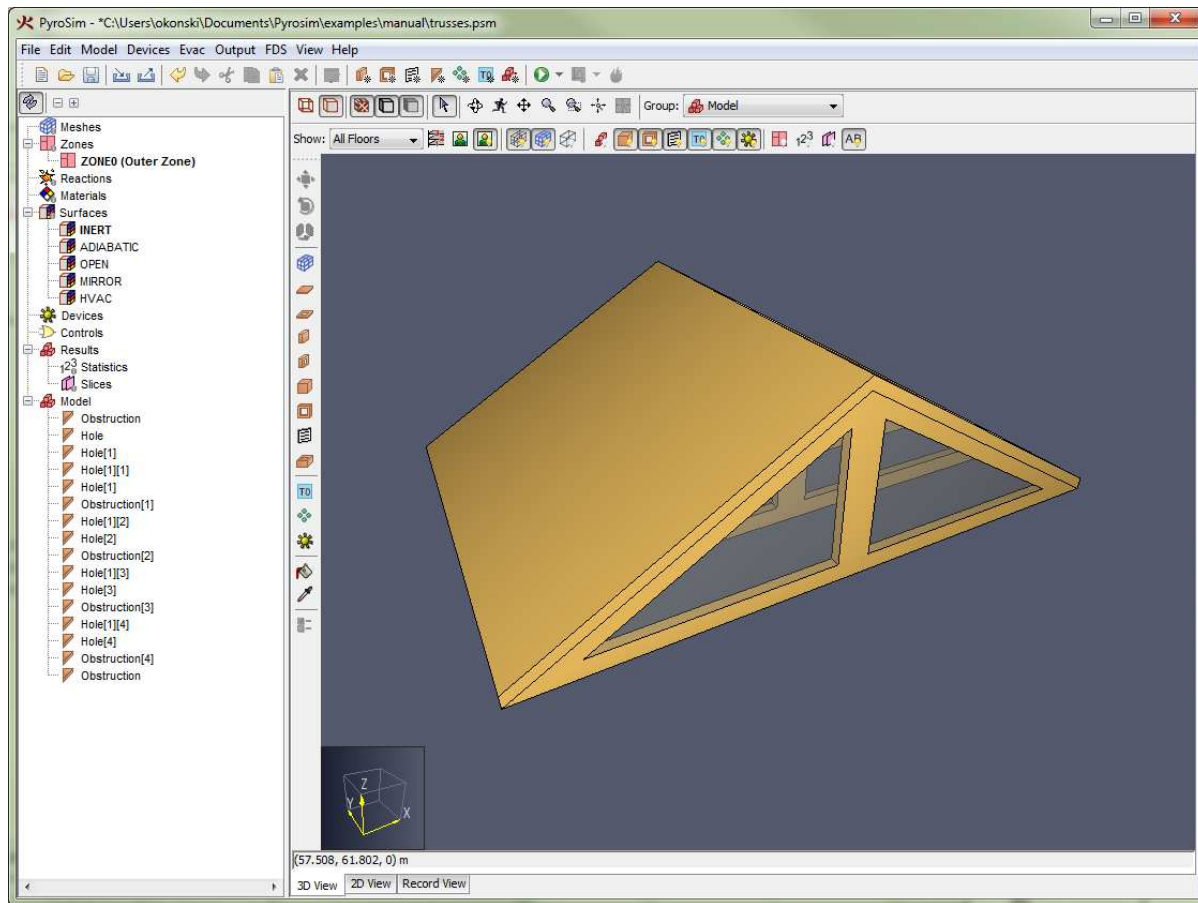 PyroSim - *C:\Users\okonski\Documents\Pyrosim\examples\manual\trusses.psm
File Edit Model Devices Evac Output FDS View Help
Group: Model
Show: All Floors
Meshes
Zones
ZONE0 (Outer Zone)
Reactions
Materials
Surfaces
INERT
ADIABATIC
OPEN
MIRROR
HVAC
Devices
Controls
Results
Statistics
Slices
Model
Obstruction
Hole
Hole[1]
Hole[1][1]
Hole[1]
Obstruction[1]
Hole[1][2]
Hole[2]
Obstruction[2]
Hole[1][3]
Hole[3]
Obstruction[3]
Hole[1][4]
Hole[4]
Obstruction[4]
Obstruction
Z
Y
X
(57.508, 61.802, 0) m
3D View 2D View Record View